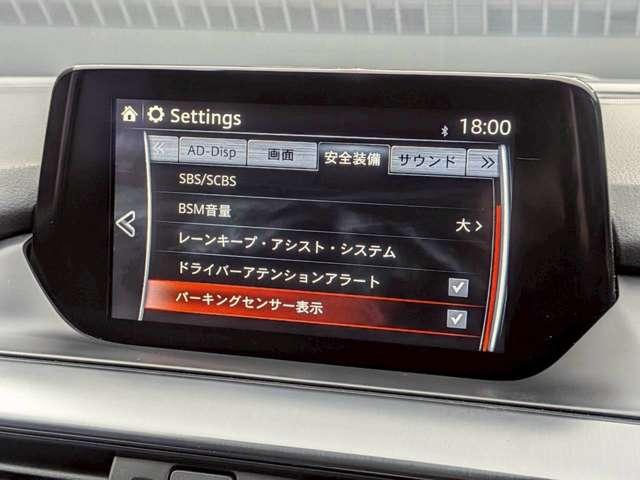 Settings
18:00
AD-Disp 画面 安全装備 サウンド
SBS/SCBS
BSM音量 大
レーンキープ・アシスト・システム
ドライバーアテンションアラート
パーキングセンサー表示